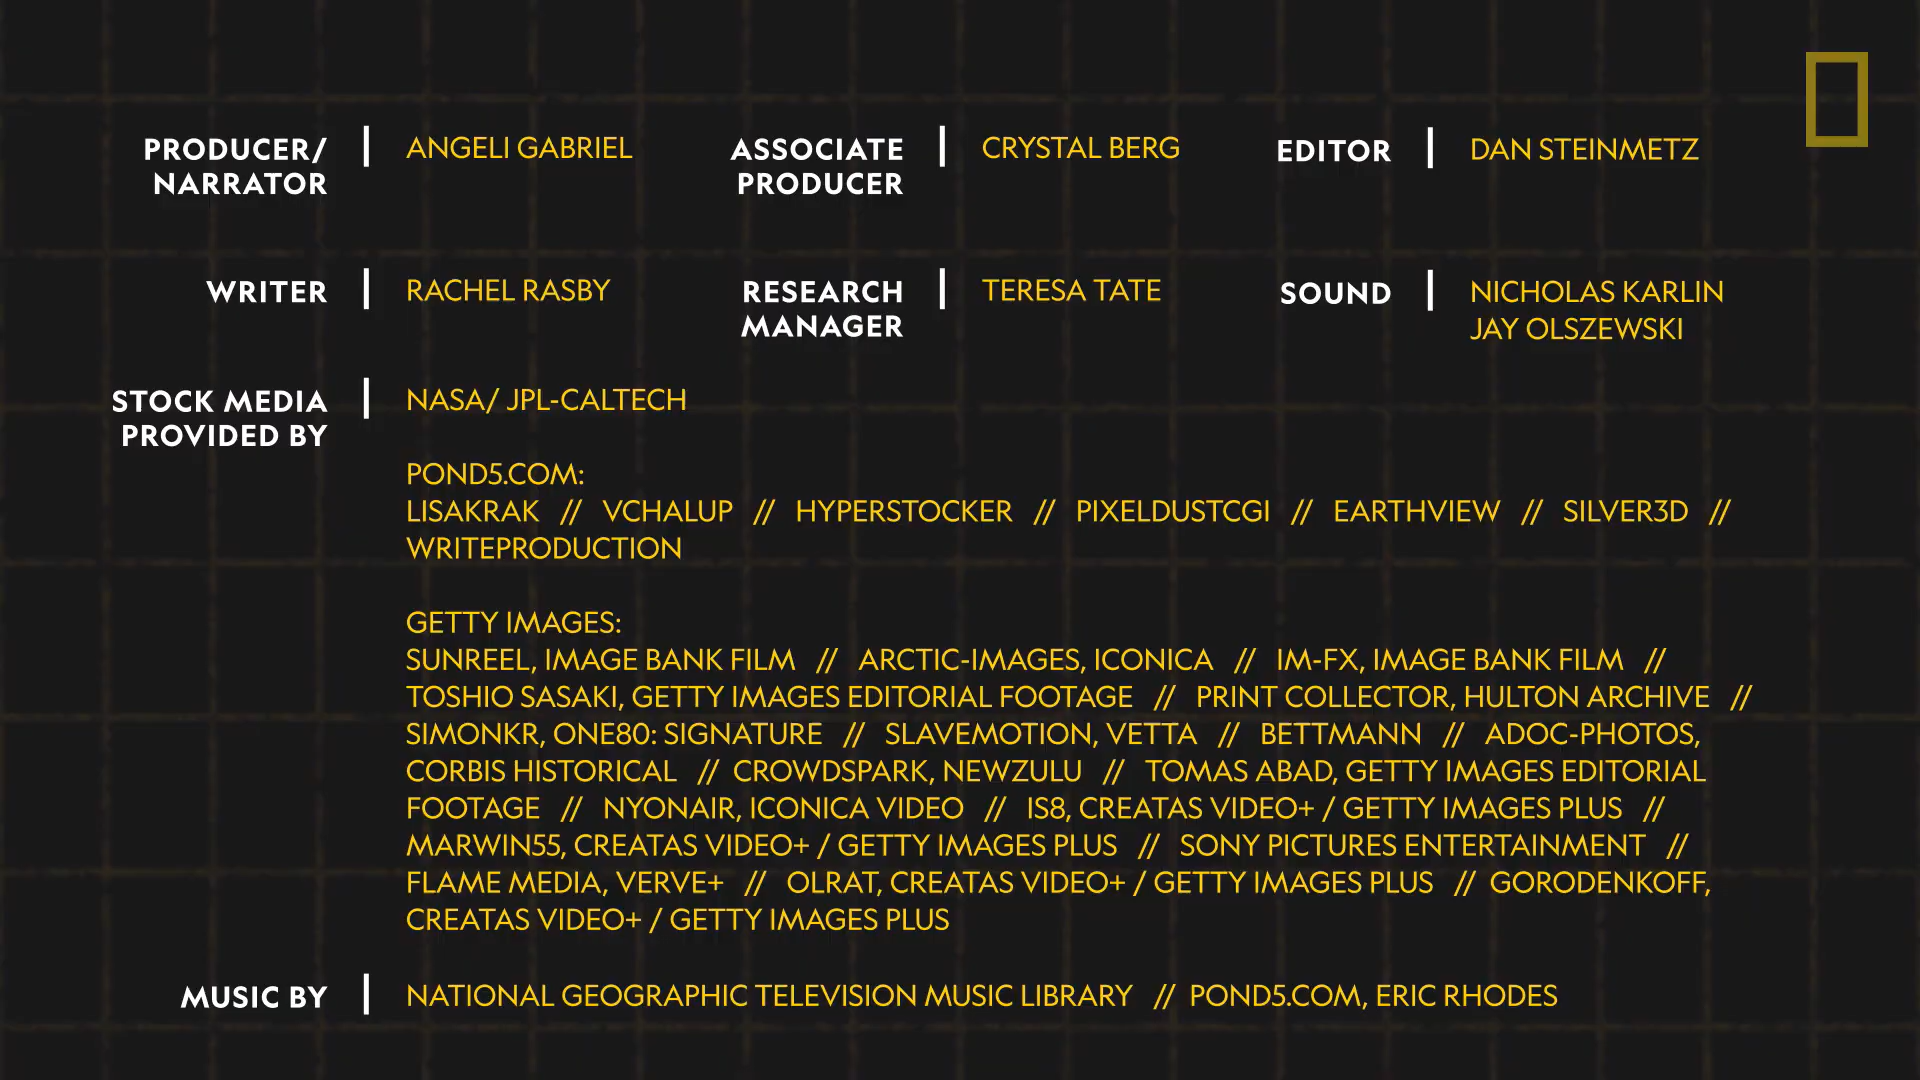 PRODUCER/ NARRATOR | ANGELI GABRIEL
ASSOCIATE PRODUCER | CRYSTAL BERG
EDITOR | DAN STEINMETZ
WRITER | RACHEL RASBY
RESEARCH MANAGER | TERESA TATE
SOUND | NICHOLAS KARLIN
JAY OLSZEWSKI
STOCK MEDIA PROVIDED BY | NASA/ JPL-CALTECH
POND5.COM:
LISAKRAK // VCHALUP // HYPERSTOCKER // PIXELDUSTCGI // EARTHVIEW // SILVER3D //
WRITEPRODUCTION
GETTY IMAGES:
SUNREEL, IMAGE BANK FILM // ARCTIC-IMAGES, ICONICA // IM-FX, IMAGE BANK FILM //
TOSHIO SASAKI, GETTY IMAGES EDITORIAL FOOTAGE // PRINT COLLECTOR, HULTON ARCHIVE //
SIMONKR, ONE80: SIGNATURE // SLAVEMOTION, VETTA // BETTMANN // ADOC-PHOTOS,
CORBIS HISTORICAL // CROWDSPARK, NEWZULU // TOMAS ABAD, GETTY IMAGES EDITORIAL
FOOTAGE // NYONAIR, ICONICA VIDEO // IS8, CREATAS VIDEO+ / GETTY IMAGES PLUS //
MARWIN55, CREATAS VIDEO+ / GETTY IMAGES PLUS // SONY PICTURES ENTERTAINMENT //
FLAME MEDIA, VERVE+ // OLRAT, CREATAS VIDEO+ / GETTY IMAGES PLUS // GORODENKOFF,
CREATAS VIDEO+ / GETTY IMAGES PLUS
MUSIC BY | NATIONAL GEOGRAPHIC TELEVISION MUSIC LIBRARY // POND5.COM, ERIC RHODES